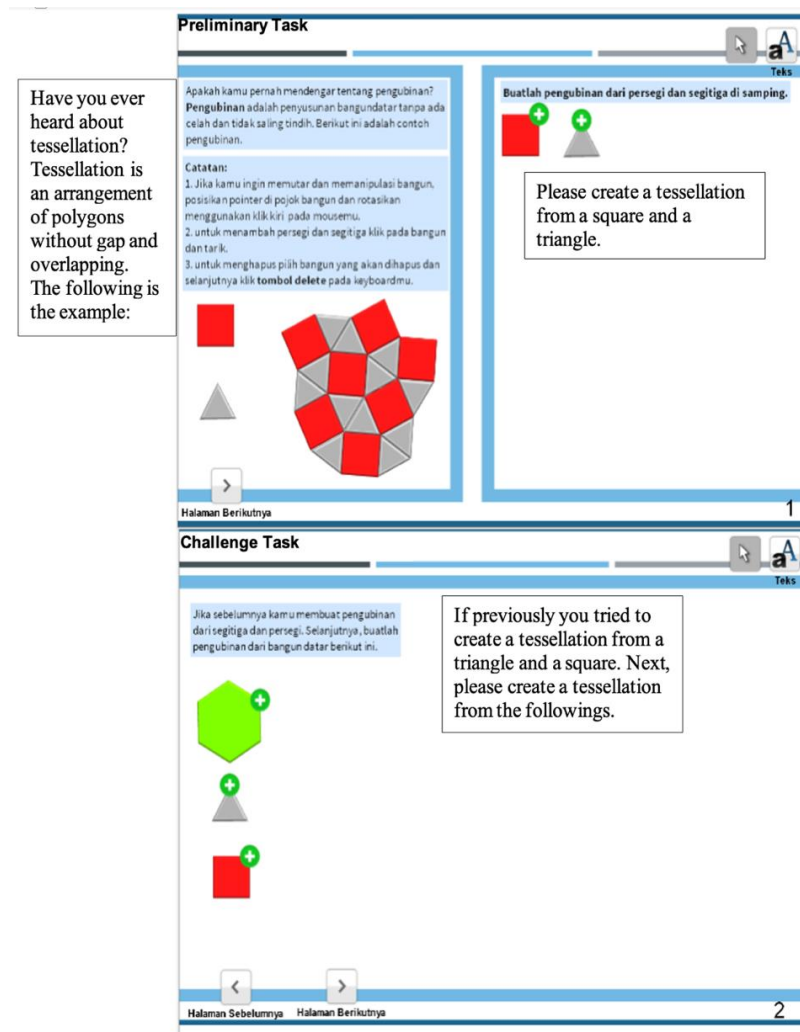 Preliminary Task
aA
Teks
Have you ever
heard about
tessellation?
Tessellation is
an arrangement
of polygons
without gap and
overlapping.
The following is
the example:
Apakah kamu pernah mendengar tentang pengubinan?
Pengubinan adalah penyusunan bangundatar tanpa ada
celah dan tidak saling tindih. Berikut ini adalah contoh
pengubinan.
Catatan:
1. Jika kamu ingin memutar dan memanipulasi bangun,
posisikan pointer di pojok bangun dan rotasikan
menggunakan klik kiri pada mousemu.
2. untuk menambah persegi dan segitiga klik pada bangun
dan tarik.
3. untuk menghapus pilih bangun yang akan dihapus dan
selanjutnya klik tombol delete pada keyboardmu.
Halaman Berikutnya
Buatlah pengubinan dari persegi dan segitiga di samping.
Please create a tessellation
from a square and a
triangle.
1
Challenge Task
aA
Teks
Jika sebelumnya kamu membuat pengubinan
dari segitiga dan persegi. Selanjutnya, buatlah
pengubinan dari bangun datar berikut ini.
If previously you tried to
create a tessellation from a
triangle and a square. Next,
please create a tessellation
from the followings.
Halaman Sebelumnya
Halaman Berikutnya
2